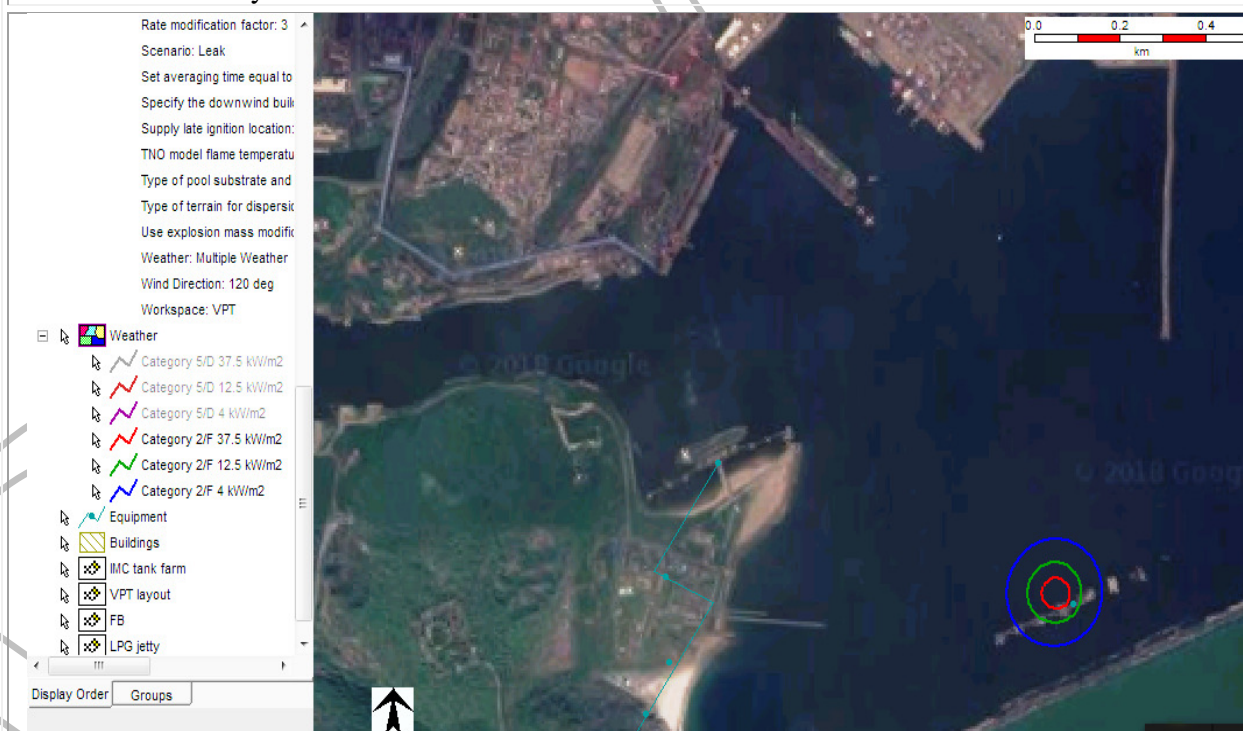 Rate modification factor: 3
Scenario: Leak
Set averaging time equal to
Specify the downwind buil
Supply late ignition location:
TNO model flame temperatu
Type of pool substrate and
Type of terrain for dispersio
Use explosion mass modific
Weather: Multiple Weather
Wind Direction: 120 deg
Workspace: VPT
Weather
Category 5/D 37.5 kW/m2
Category 5/D 12.5 kW/m2
Category 5/D 4 kW/m2
Category 2/F 37.5 kW/m2
Category 2/F 12.5 kW/m2
Category 2/F 4 kW/m2
Equipment
Buildings
IMC tank farm
VPT layout
FB
LPG jetty
Display Order Groups
0.0 0.2 0.4
km
© 2018 Google
© 2018 Goog